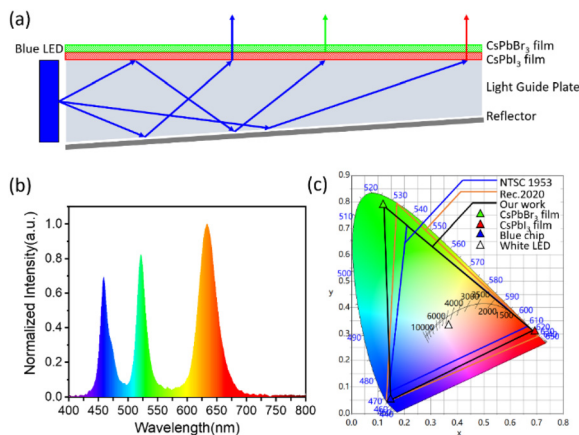 (a)
Blue LED
CsPbBr₃ film
CsPbI₃ film
Light Guide Plate
Reflector
(b)
Normalized Intensity(a.u.)
1.0
0.8
0.6
0.4
0.2
0.0
400 450 500 550 600 650 700 750 800
Wavelength(nm)
(c)
0.9
0.8
0.7
0.6
0.5
0.4
0.3
0.2
0.1
0.0
y
0.0 0.1 0.2 0.3 0.4 0.5 0.6 0.7 0.8
x
NTSC 1953
Rec.2020
Our work
CsPbBr₃ film
CsPbI₃ film
Blue chip
White LED
520
530
540
550
560
570
580
590
600
610
620
510
500
490
480
470
460
10000
6000
4000
3000
2000
1500